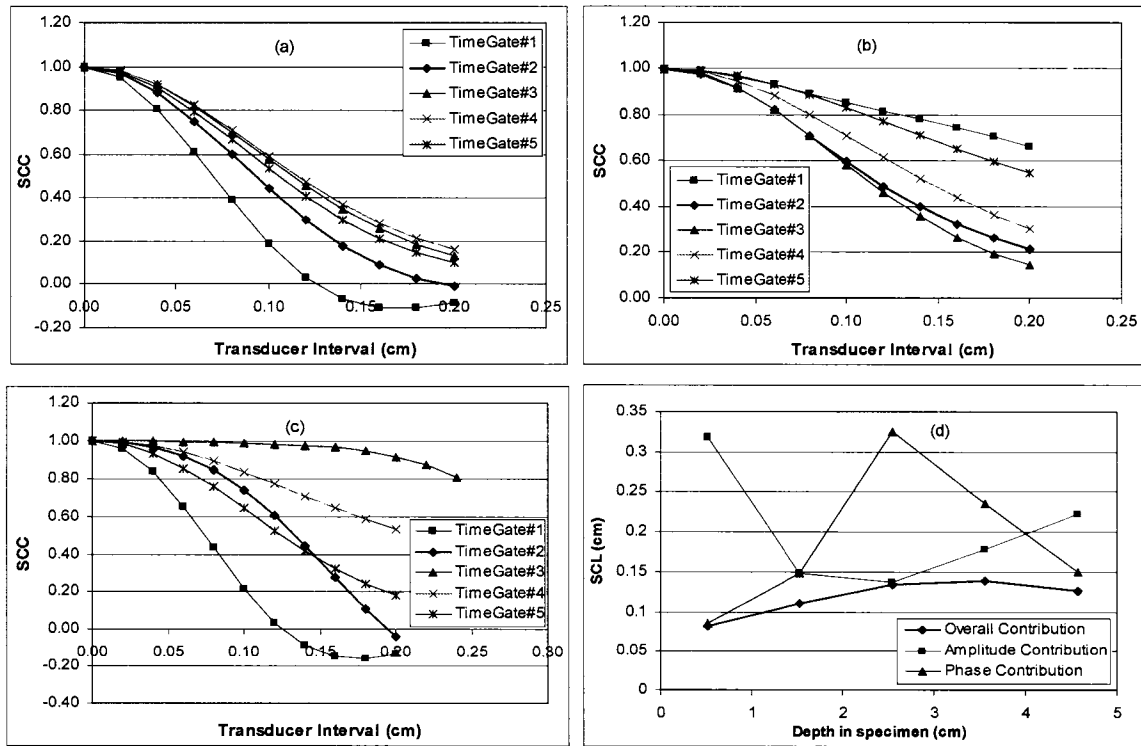 1.20
1.00
0.80
0.60
0.40
0.20
0.00
-0.20
SCC
(a)
TimeGate#1
TimeGate#2
TimeGate#3
TimeGate#4
TimeGate#5
0.00 0.05 0.10 0.15 0.20 0.25
Transducer Interval (cm)
1.20
1.00
0.80
0.60
0.40
0.20
0.00
SCC
(b)
TimeGate#1
TimeGate#2
TimeGate#3
TimeGate#4
TimeGate#5
0.00 0.05 0.10 0.15 0.20 0.25
Transducer Interval (cm)
1.20
1.00
0.80
0.60
0.40
0.20
0.00
-0.20
-0.40
SCC
(c)
TimeGate#1
TimeGate#2
TimeGate#3
TimeGate#4
TimeGate#5
0.00 0.05 0.10 0.15 0.20 0.25 0.30
Transducer Interval (cm)
0.35
0.3
0.25
0.2
0.15
0.1
0.05
0
SCL (cm)
(d)
Overall Contribution
Amplitude Contribution
Phase Contribution
0 1 2 3 4 5
Depth in specimen (cm)